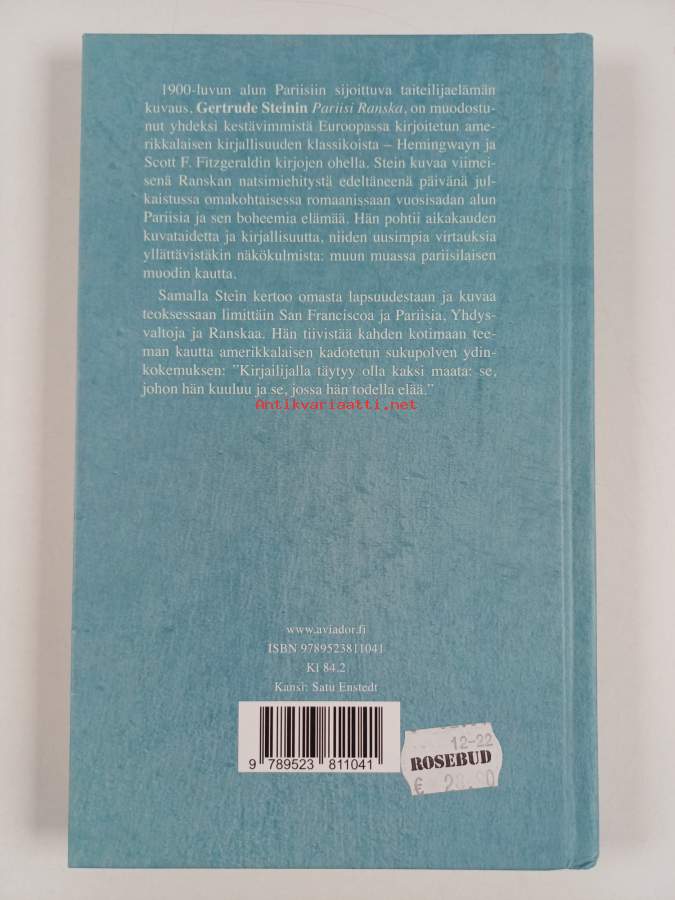 1900-luvun alun Pariisiin sijoittuva taiteilijaelämän
kuvaus, Gertrude Steinin Pariisi Ranska, on muodostu-
nut yhdeksi kestävimmistä Euroopassa kirjoitetun ame-
rikkalaisen kirjallisuuden klassikoista – Hemingwayn ja
Scott F. Fitzgeraldin kirjojen ohella. Stein kuvaa viimei-
senä Ranskan natsimiehitystä edeltäneenä päivänä jul-
kaistussa omakohtaisessa romaanissaan vuosisadan alun
Pariisia ja sen boheemia elämää. Hän pohtii aikakauden
kuvataidetta ja kirjallisuutta, niiden uusimpia virtauksia
yllättävistäkin näkökulmista: muun muassa pariisilaisen
muodin kautta.
Samalla Stein kertoo omasta lapsuudestaan ja kuvaa
teoksessaan limittäin San Franciscoa ja Pariisia, Yhdys-
valtoja ja Ranskaa. Hän tiivistää kahden kotimaan tee-
man kautta amerikkalaisen kadotetun sukupolven ydin-
kokemuksen: ”Kirjailijalla täytyy olla kaksi maata: se,
johon hän kuuluu ja se, jossa hän todella elää.”
Antikvariaatti.net
www.aviador.fi
ISBN 9789523811041
Kl 84.2
Kansi: Satu Enstedt
9 789523 811041
12-22
ROSEBUD
€